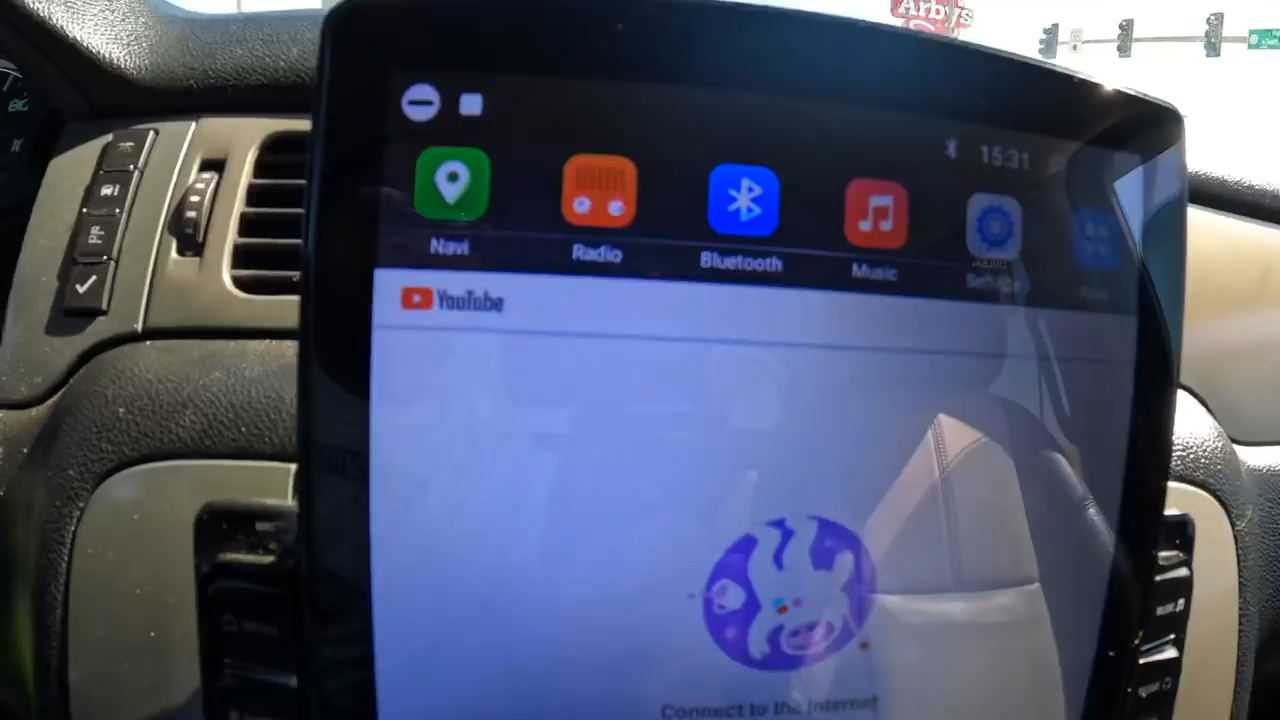 Arby's
15:31
Navi
Radio
Bluetooth
Music
YouTube
Connect to the Internet